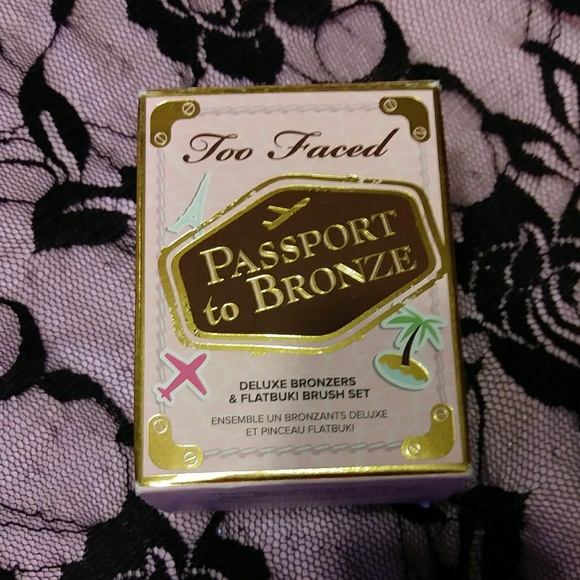 Too Faced
PASSPORT
to BRONZE
DELUXE BRONZERS
& FLATBUKI BRUSH SET
ENSEMBLE UN BRONZANTS DELUXE
ET PINCEAU FLATBUKI